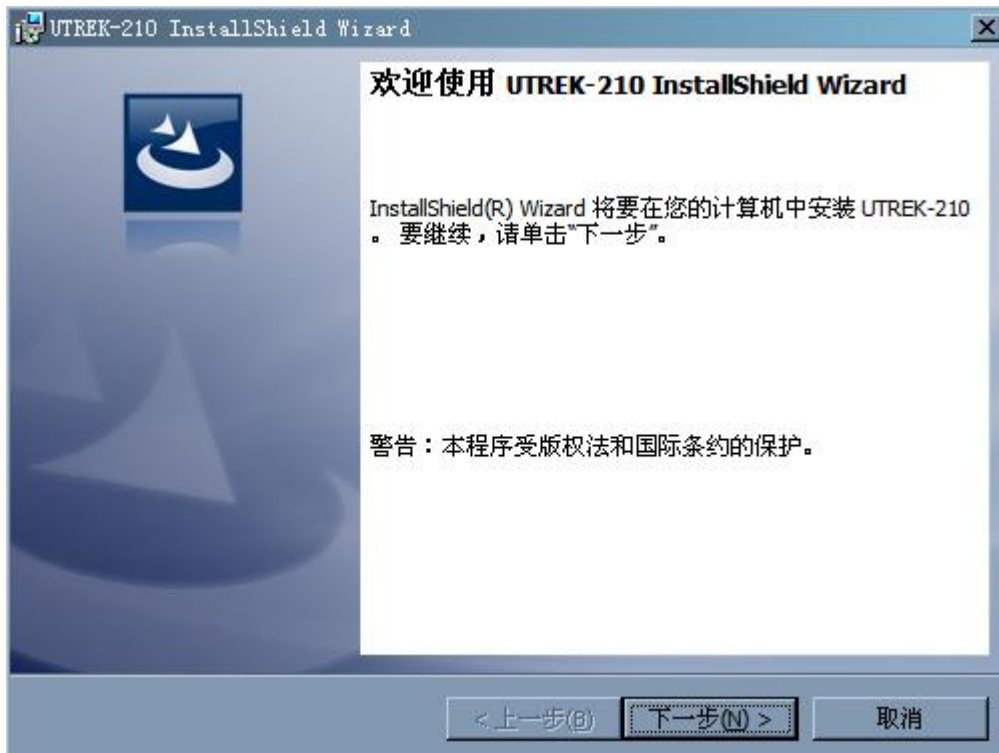 UTREK-210 InstallShield Wizard
欢迎使用 UTREK-210 InstallShield Wizard
InstallShield(R) Wizard 将要在您的计算机中安装 UTREK-210
。 要继续，请单击“下一步”。
警告：本程序受版权法和国际条约的保护。
< 上一步(B) 下一步(N) > 取消